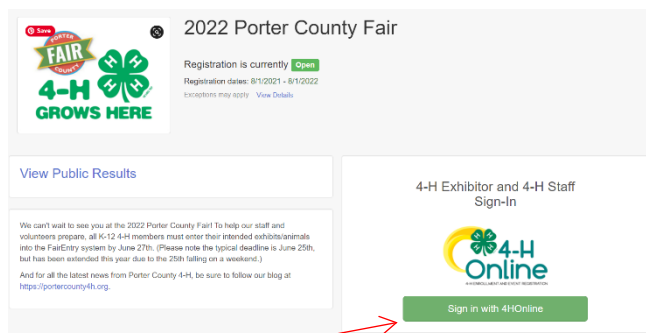 Save
PORTER
FAIR
COUNTY
4-H
GROWS HERE
2022 Porter County Fair
Registration is currently Open
Registration dates: 8/1/2021 - 8/1/2022
Exceptions may apply View Details
View Public Results
We can't wait to see you at the 2022 Porter County Fair! To help our staff and
volunteers prepare, all K-12 4-H members must enter their intended exhibits/animals
into the FairEntry system by June 27th. (Please note the typical deadline is June 25th,
but has been extended this year due to the 25th falling on a weekend.)
And for all the latest news from Porter County 4-H, be sure to follow our blog at
https://portercounty4h.org.
4-H Exhibitor and 4-H Staff
Sign-In
H H H H
4-H
Online
4-H ENROLLMENT AND EVENT REGISTRATION
Sign in with 4HOnline